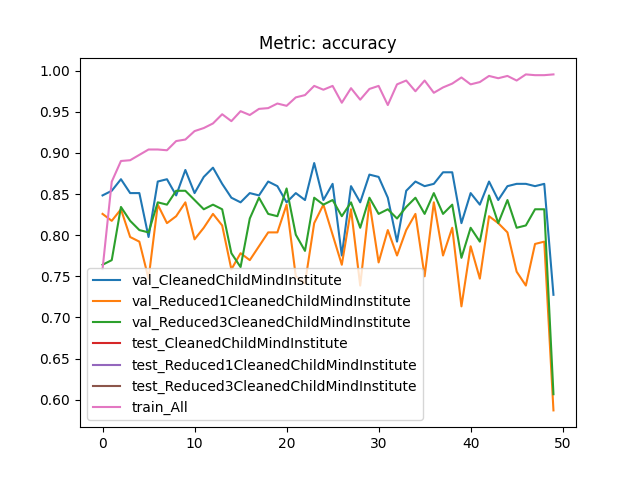 Metric: accuracy
1.00
0.95
0.90
0.85
0.80
0.75
0.70
0.65
0.60
val_CleanedChildMindInstitute
val_Reduced1CleanedChildMindInstitute
val_Reduced3CleanedChildMindInstitute
test_CleanedChildMindInstitute
test_Reduced1CleanedChildMindInstitute
test_Reduced3CleanedChildMindInstitute
train_All
0 10 20 30 40 50